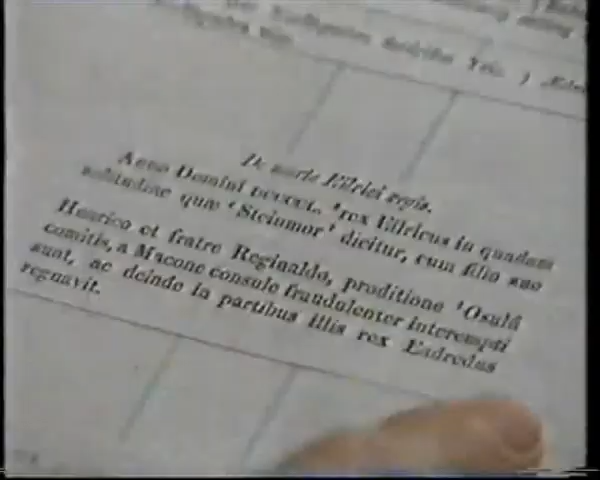 De morte Eilrici regis.
Anno Domini DCCCCL. rex Eilricus in quadam
solitudine quæ 'Steinmor' dicitur, cum filio suo
Henrico et fratre Reginaldo, proditione Osulfi
comitis, a Macone consule fraudulenter interempti
sunt, ac deinde in partibus illis rex Eadredus
regnavit.